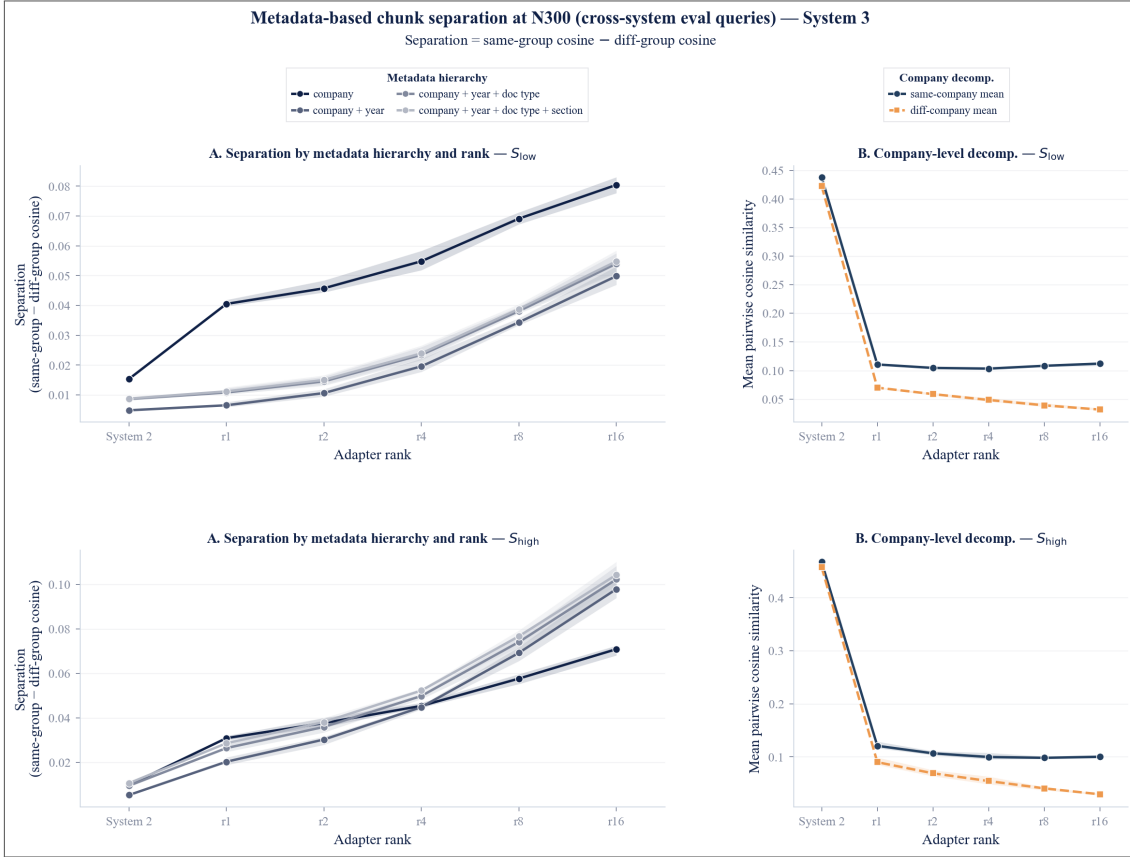 Metadata-based chunk separation at N300 (cross-system eval queries) — System 3
Separation = same-group cosine − diff-group cosine
Metadata hierarchy
company
company + year
company + year + doc type
company + year + doc type + section
Company decomp.
same-company mean
diff-company mean
A. Separation by metadata hierarchy and rank — S_low
Separation
(same-group − diff-group cosine)
0.08
0.07
0.06
0.05
0.04
0.03
0.02
0.01
System 2 r1 r2 r4 r8 r16
Adapter rank
B. Company-level decomp. — S_low
Mean pairwise cosine similarity
0.45
0.40
0.35
0.30
0.25
0.20
0.15
0.10
0.05
System 2 r1 r2 r4 r8 r16
Adapter rank
A. Separation by metadata hierarchy and rank — S_high
Separation
(same-group − diff-group cosine)
0.10
0.08
0.06
0.04
0.02
System 2 r1 r2 r4 r8 r16
Adapter rank
B. Company-level decomp. — S_high
Mean pairwise cosine similarity
0.4
0.3
0.2
0.1
System 2 r1 r2 r4 r8 r16
Adapter rank